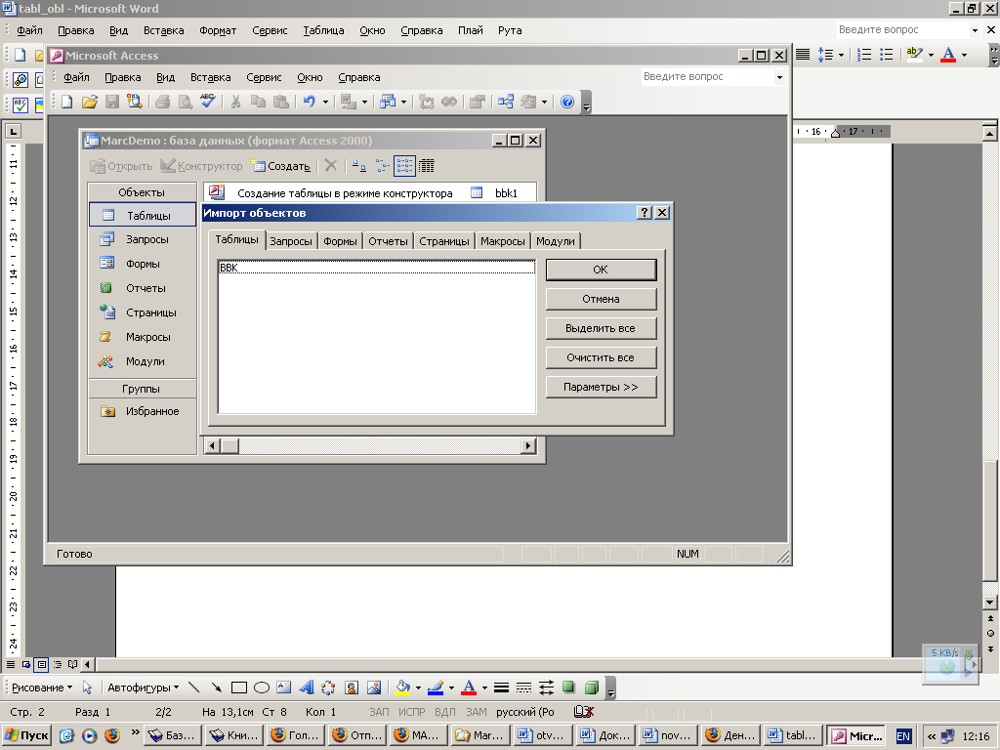 tabl_obl - Microsoft Word
Файл Правка Вид Вставка Формат Сервис Таблица Окно Справка Плай Рута
Введите вопрос
Microsoft Access
Файл Правка Вид Вставка Сервис Окно Справка
Введите вопрос
16 17
MarcDemo : база данных (формат Access 2000)
Открыть Конструктор Создать
Объекты
Создание таблицы в режиме конструктора bbk1
Таблицы
Запросы
Формы
Отчеты
Страницы
Макросы
Модули
Группы
Избранное
Импорт объектов
Таблицы Запросы Формы Отчеты Страницы Макросы Модули
BBK
ОК
Отмена
Выделить все
Очистить все
Параметры >>
Готово
NUM
11
12
13
14
15
16
17
18
19
20
21
22
23
24
5 KB/s
Рисование Автофигуры
Стр. 2 Разд 1 2/2 На 13,1см Ст 8 Кол 1 ЗАП ИСПР ВДЛ ЗАМ русский (Ро
Пуск
Баз...
Кни...
Гол...
Отп...
MA...
Mar...
otv...
Док...
nov...
Ден...
tabl...
Micr...
EN
12:16